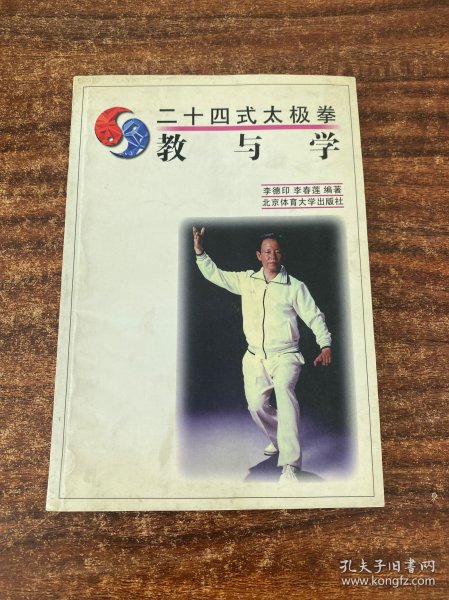 二十四式太极拳
教与学
李德印 李春莲 编著
北京体育大学出版社
孔夫子旧书网
www.kongfz.com